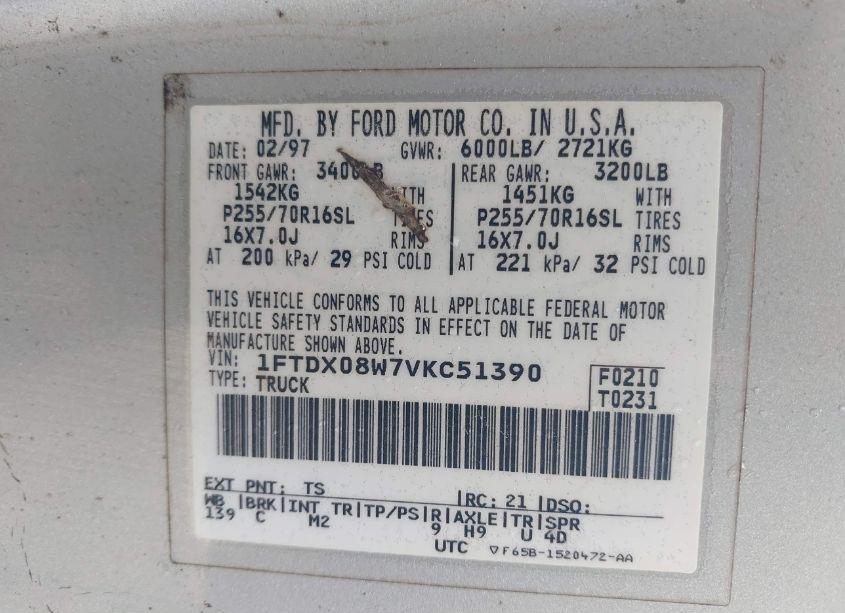 MFD. BY FORD MOTOR CO. IN U.S.A.
DATE: 02/97 GVWR: 6000LB/ 2721KG
FRONT GAWR: 3400LB REAR GAWR: 3200LB
1542KG WITH 1451KG WITH
P255/70R16SL TIRES P255/70R16SL TIRES
16X7.0J RIMS 16X7.0J RIMS
AT 200 kPa/ 29 PSI COLD AT 221 kPa/ 32 PSI COLD
THIS VEHICLE CONFORMS TO ALL APPLICABLE FEDERAL MOTOR
VEHICLE SAFETY STANDARDS IN EFFECT ON THE DATE OF
MANUFACTURE SHOWN ABOVE.
VIN: 1FTDX08W7VKC51390 F0210
TYPE: TRUCK T0231
EXT PNT: TS RC: 21 DSO:
WB BRK INT TR TP/PS R AXLE TR SPR
139 C M2 9 H9 U 4D
UTC ▽F65B-1520472-AA